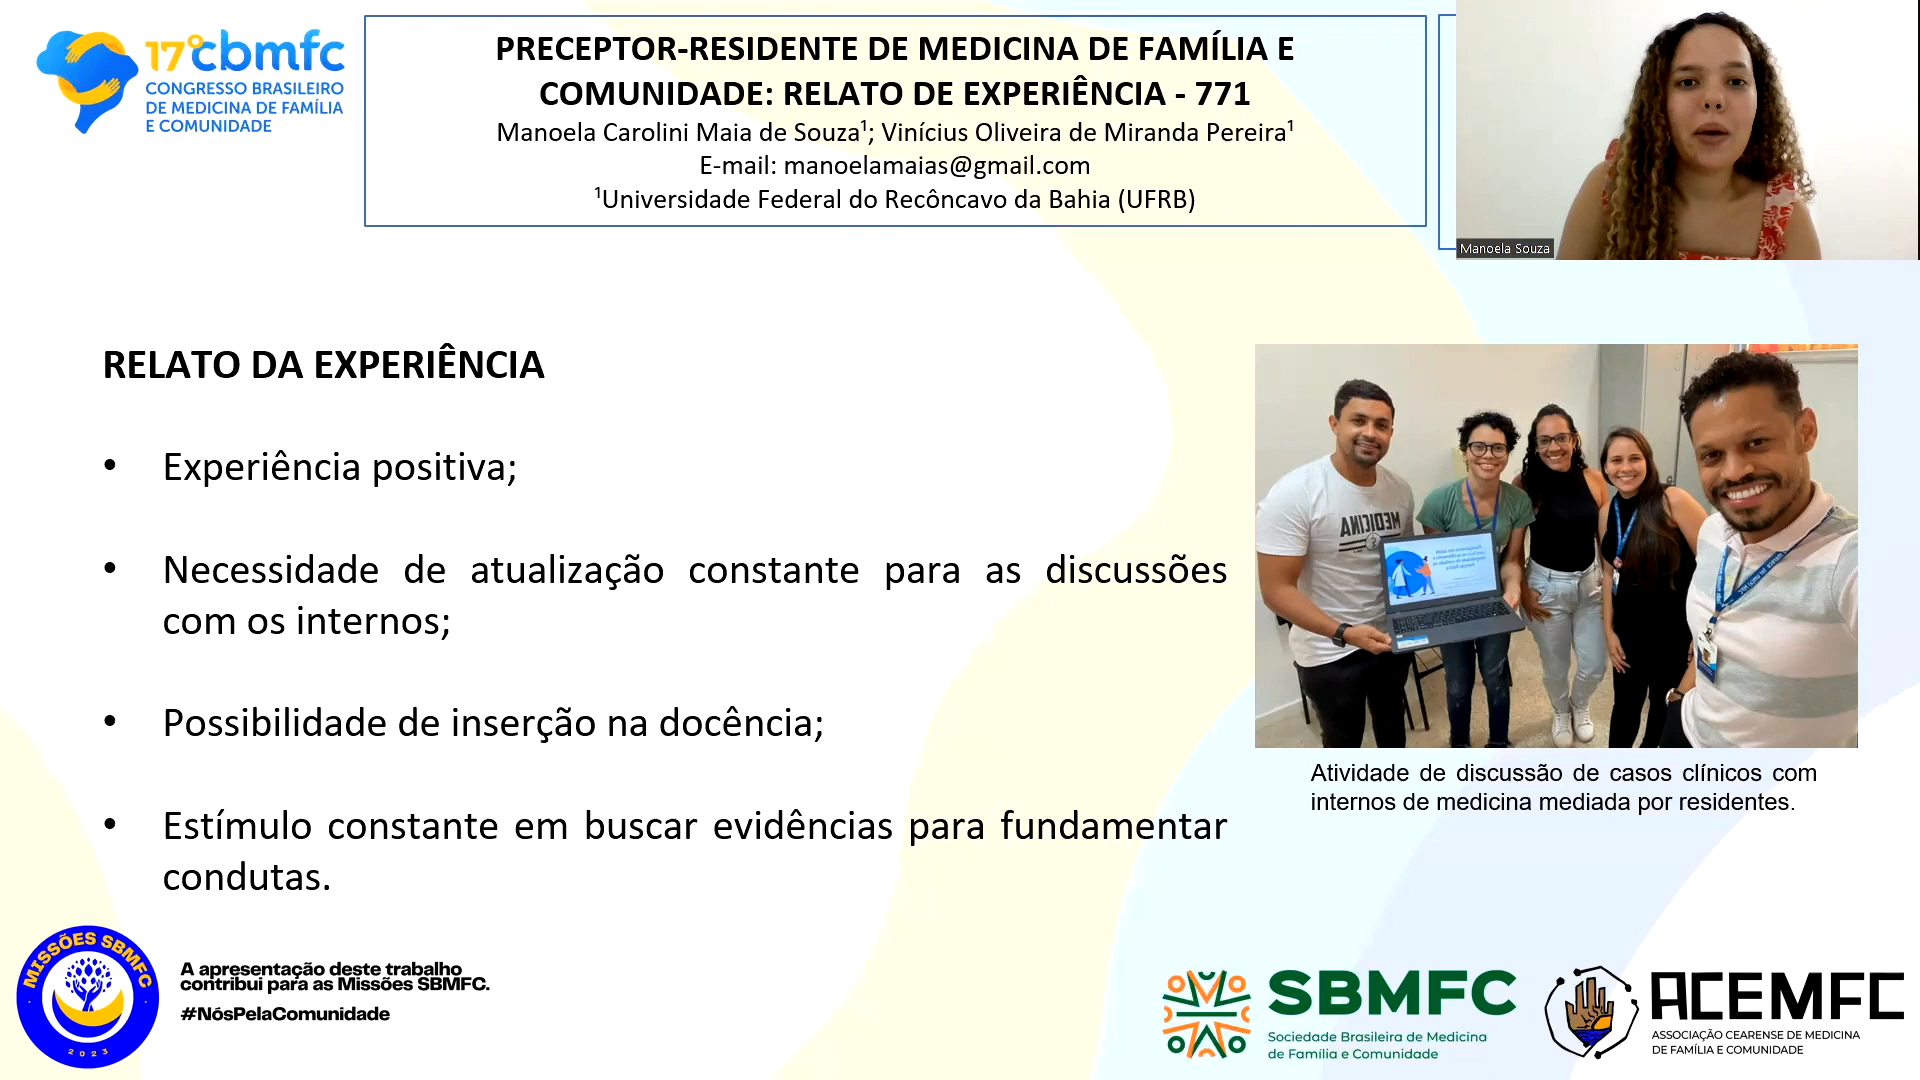 17º cbmfc
CONGRESSO BRASILEIRO
DE MEDICINA DE FAMÍLIA
E COMUNIDADE
PRECEPTOR-RESIDENTE DE MEDICINA DE FAMÍLIA E
COMUNIDADE: RELATO DE EXPERIÊNCIA - 771
Manoela Carolini Maia de Souza¹; Vinícius Oliveira de Miranda Pereira¹
E-mail: manoelamaias@gmail.com
¹Universidade Federal do Recôncavo da Bahia (UFRB)
Manoela Souza
RELATO DA EXPERIÊNCIA
• Experiência positiva;
• Necessidade de atualização constante para as discussões
com os internos;
• Possibilidade de inserção na docência;
• Estímulo constante em buscar evidências para fundamentar
condutas.
MEDICINA
Atividade de discussão de casos clínicos com
internos de medicina mediada por residentes.
MISSÕES SBMFC
2023
A apresentação deste trabalho
contribui para as Missões SBMFC.
#NósPelaComunidade
SBMFC
Sociedade Brasileira de Medicina
de Família e Comunidade
ACEMFC
ASSOCIAÇÃO CEARENSE DE MEDICINA
DE FAMÍLIA E COMUNIDADE